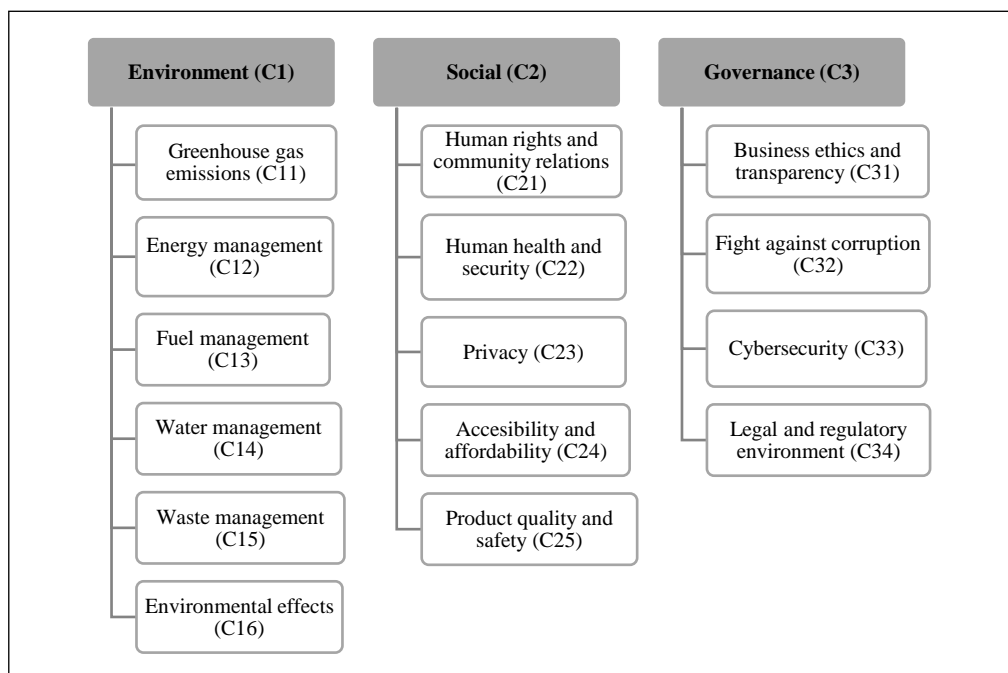 Environment (C1)
Greenhouse gas
emissions (C11)
Energy management
(C12)
Fuel management
(C13)
Water management
(C14)
Waste management
(C15)
Environmental effects
(C16)
Social (C2)
Human rights and
community relations
(C21)
Human health and
security (C22)
Privacy (C23)
Accesibility and
affordability (C24)
Product quality and
safety (C25)
Governance (C3)
Business ethics and
transparency (C31)
Fight against corruption
(C32)
Cybersecurity (C33)
Legal and regulatory
environment (C34)